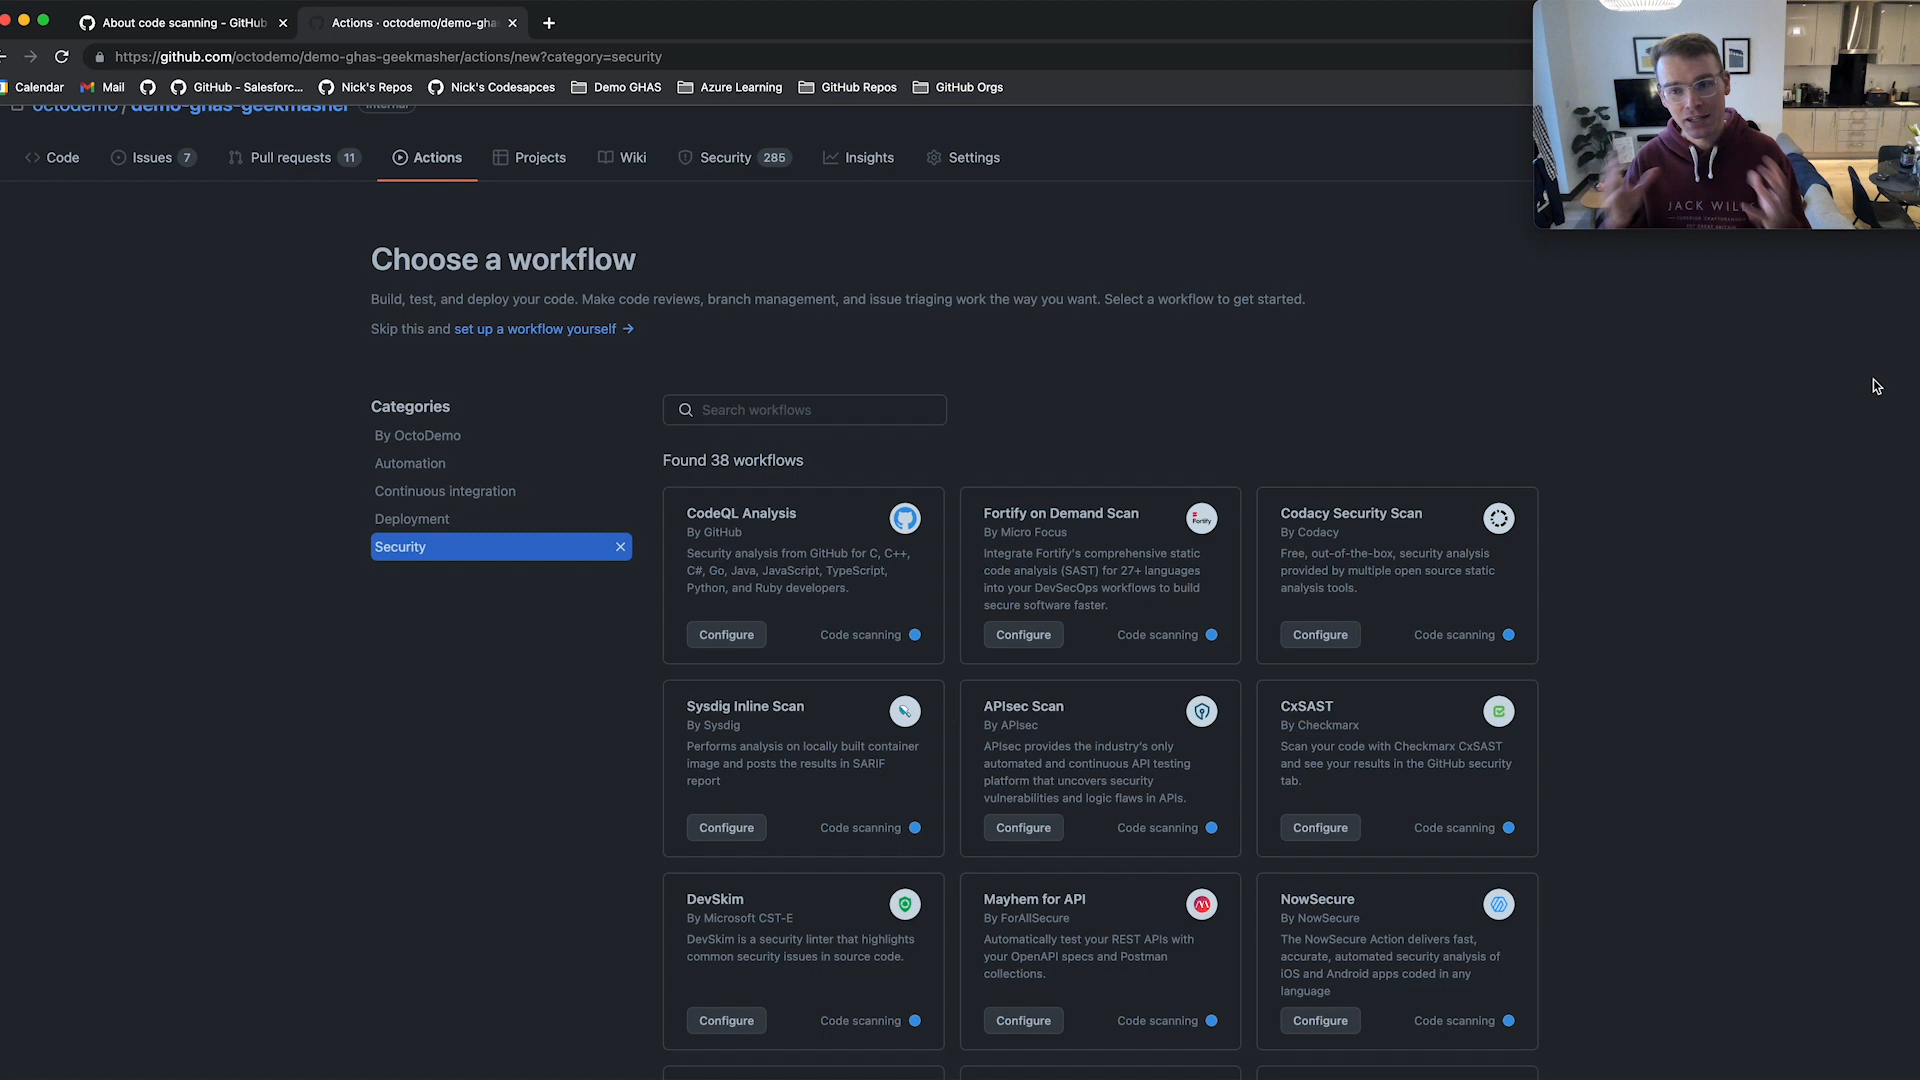 About code scanning - GitHub
Actions · octodemo/demo-gha
https://github.com/octodemo/demo-ghas-geekmasher/actions/new?category=security
Calendar
Mail
GitHub - Salesforc...
Nick's Repos
Nick's Codesapces
Demo GHAS
Azure Learning
GitHub Repos
GitHub Orgs
octodemo / demo-ghas-geekmasher Internal
Code
Issues 7
Pull requests 11
Actions
Projects
Wiki
Security 285
Insights
Settings
JACK WILLS
Choose a workflow
Build, test, and deploy your code. Make code reviews, branch management, and issue triaging work the way you want. Select a workflow to get started.
Skip this and set up a workflow yourself →
Categories
By OctoDemo
Automation
Continuous integration
Deployment
Security
Search workflows
Found 38 workflows
CodeQL Analysis
By GitHub
Security analysis from GitHub for C, C++,
C#, Go, Java, JavaScript, TypeScript,
Python, and Ruby developers.
Configure
Code scanning
Fortify on Demand Scan
Fortify
By Micro Focus
Integrate Fortify's comprehensive static
code analysis (SAST) for 27+ languages
into your DevSecOps workflows to build
secure software faster.
Configure
Code scanning
Codacy Security Scan
By Codacy
Free, out-of-the-box, security analysis
provided by multiple open source static
analysis tools.
Configure
Code scanning
Sysdig Inline Scan
By Sysdig
Performs analysis on locally built container
image and posts the results in SARIF
report
Configure
Code scanning
APIsec Scan
By APIsec
APIsec provides the industry's only
automated and continuous API testing
platform that uncovers security
vulnerabilities and logic flaws in APIs.
Configure
Code scanning
CxSAST
By Checkmarx
Scan your code with Checkmarx CxSAST
and see your results in the GitHub security
tab.
Configure
Code scanning
DevSkim
By Microsoft CST-E
DevSkim is a security linter that highlights
common security issues in source code.
Configure
Code scanning
Mayhem for API
By ForAllSecure
Automatically test your REST APIs with
your OpenAPI specs and Postman
collections.
Configure
Code scanning
NowSecure
By NowSecure
The NowSecure Action delivers fast,
accurate, automated security analysis of
iOS and Android apps coded in any
language
Configure
Code scanning